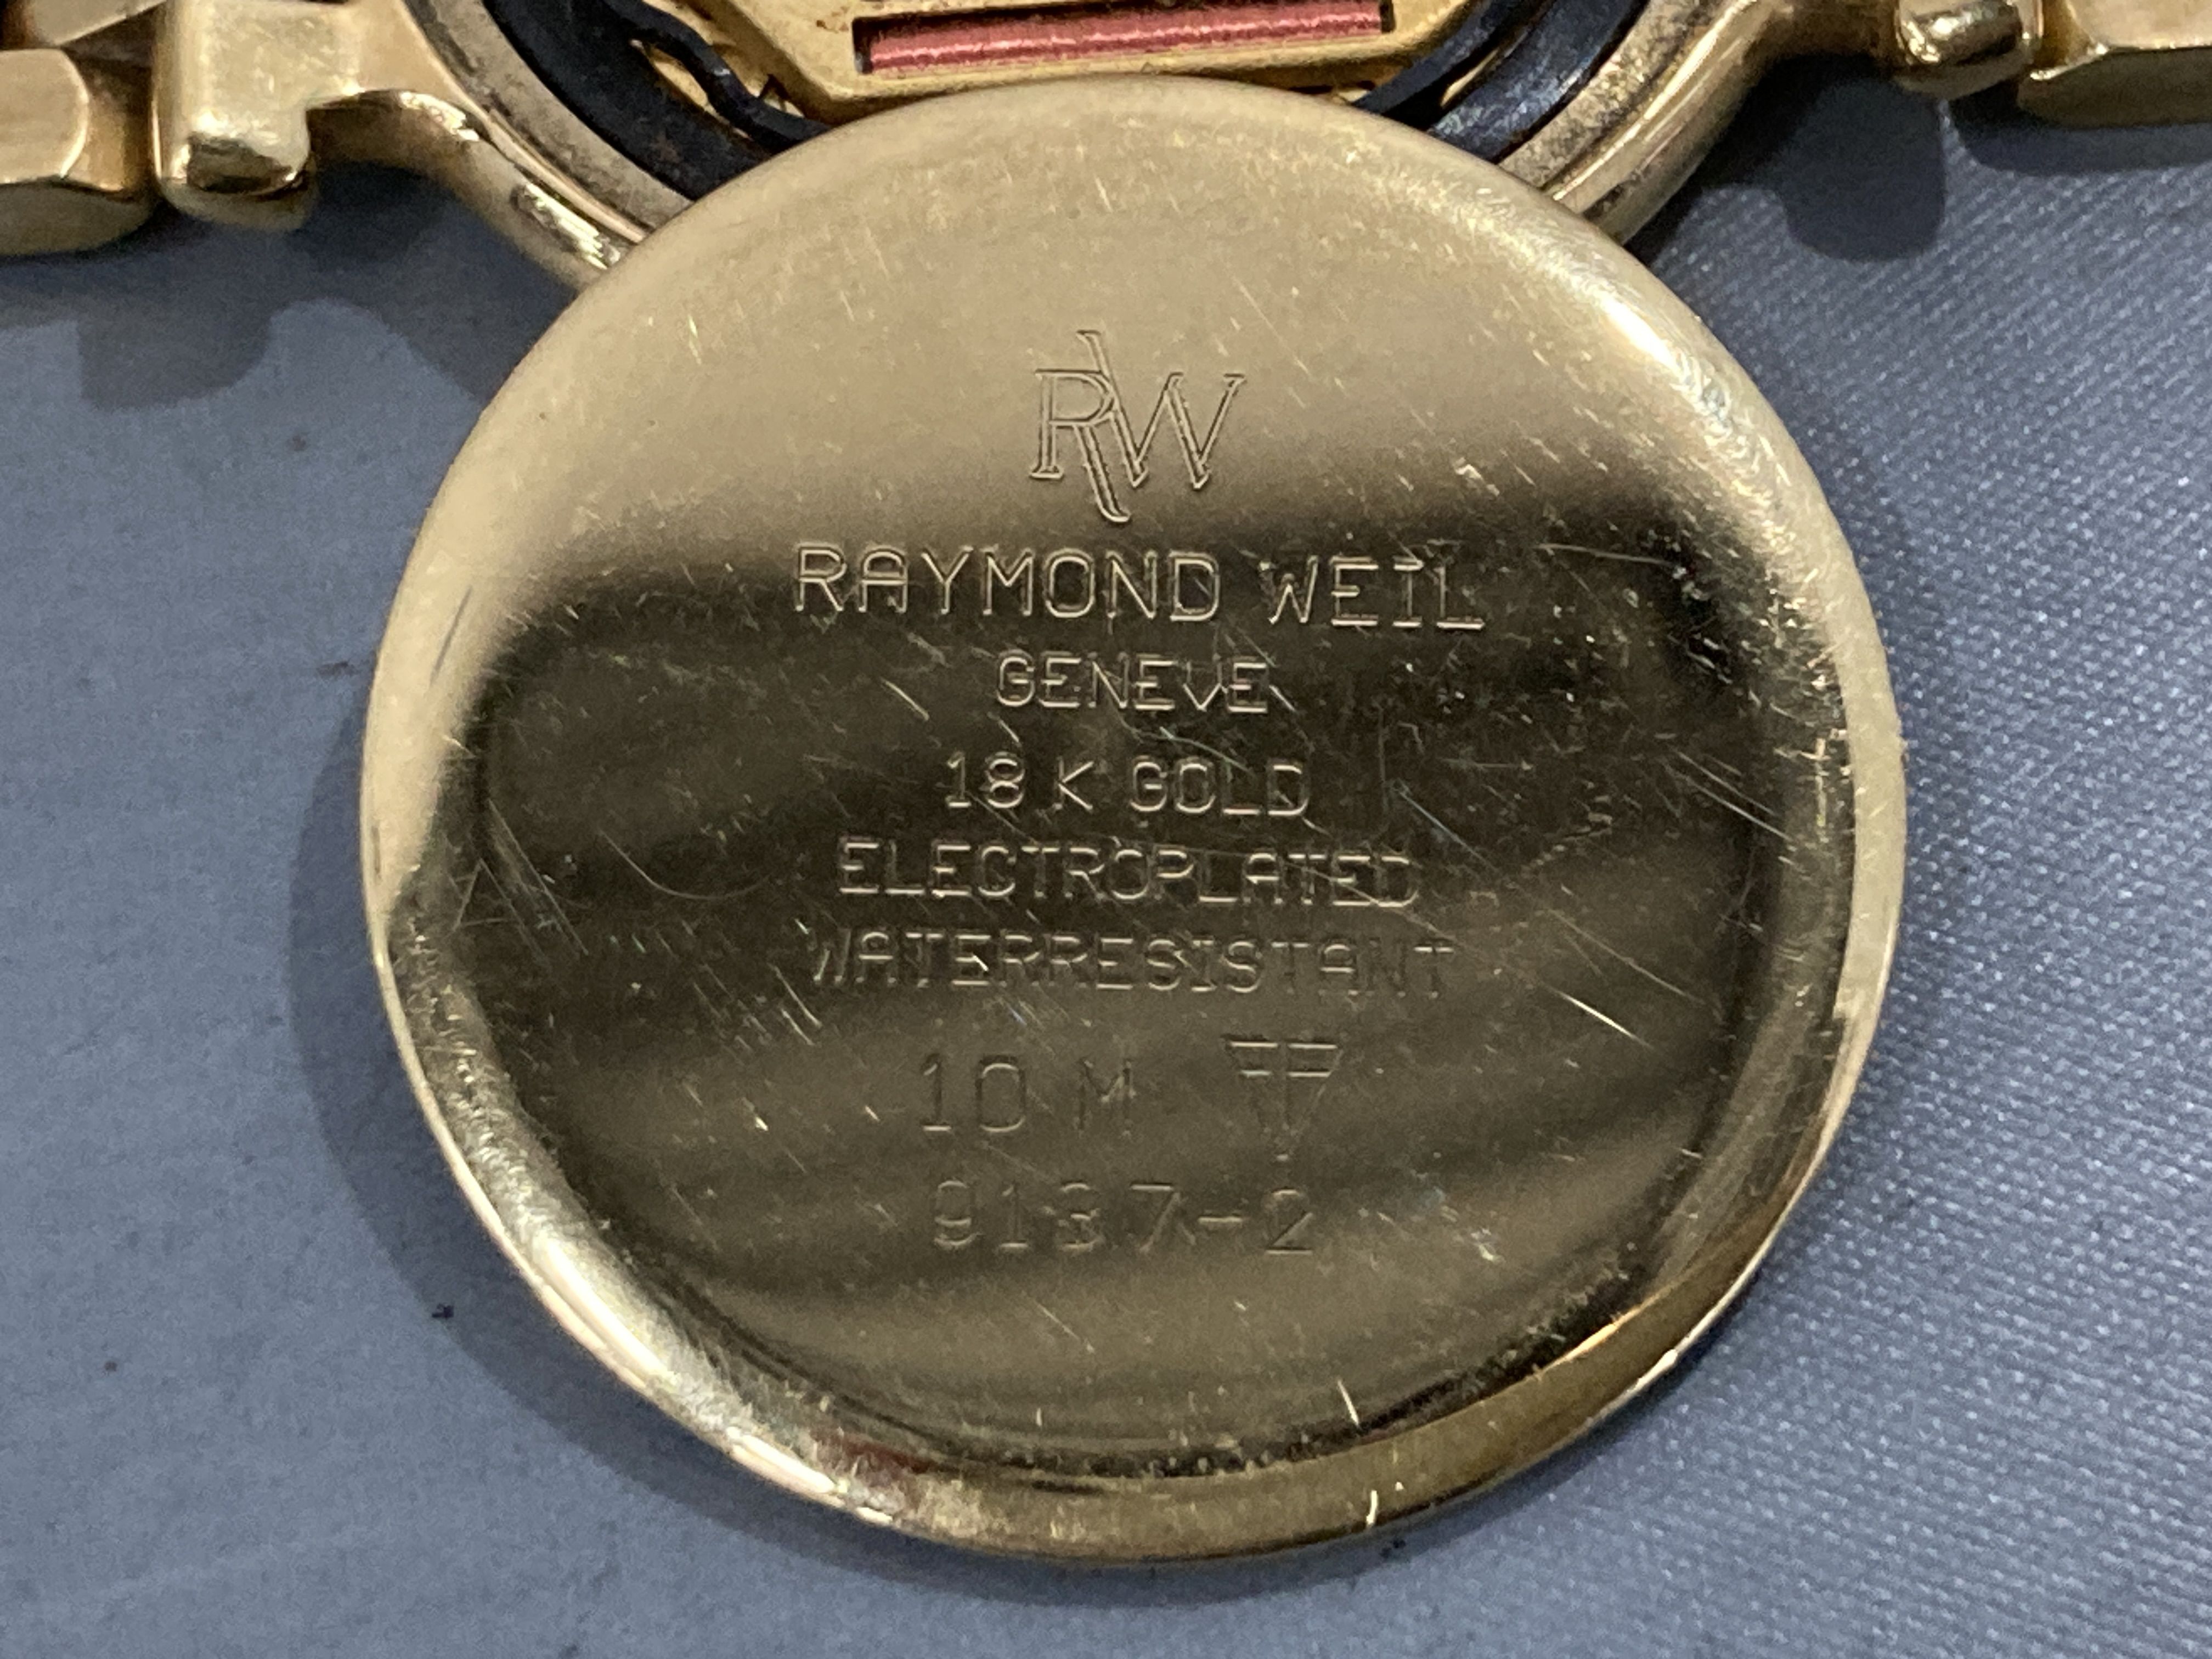 RW
RAYMOND WEIL
GENEVE
18 K GOLD
ELECTROPLATED
WATERRESISTANT
10 M
9137-2